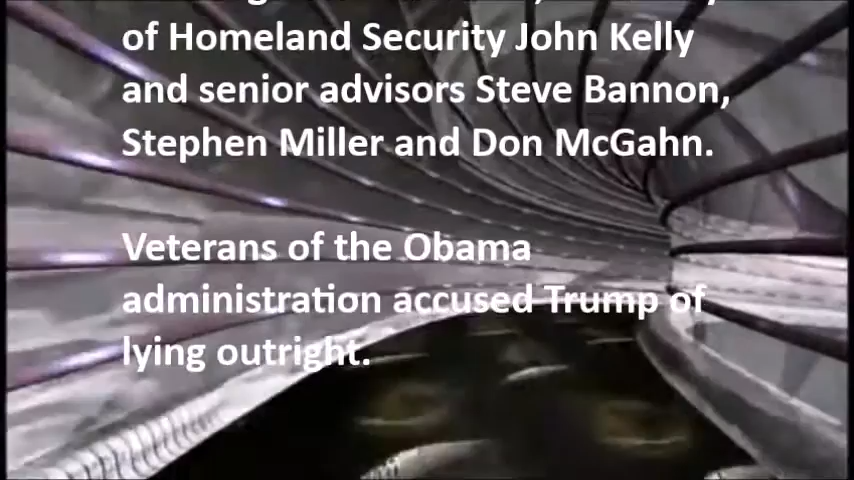 of Homeland Security John Kelly
and senior advisors Steve Bannon,
Stephen Miller and Don McGahn.
Veterans of the Obama
administration accused Trump of
lying outright.